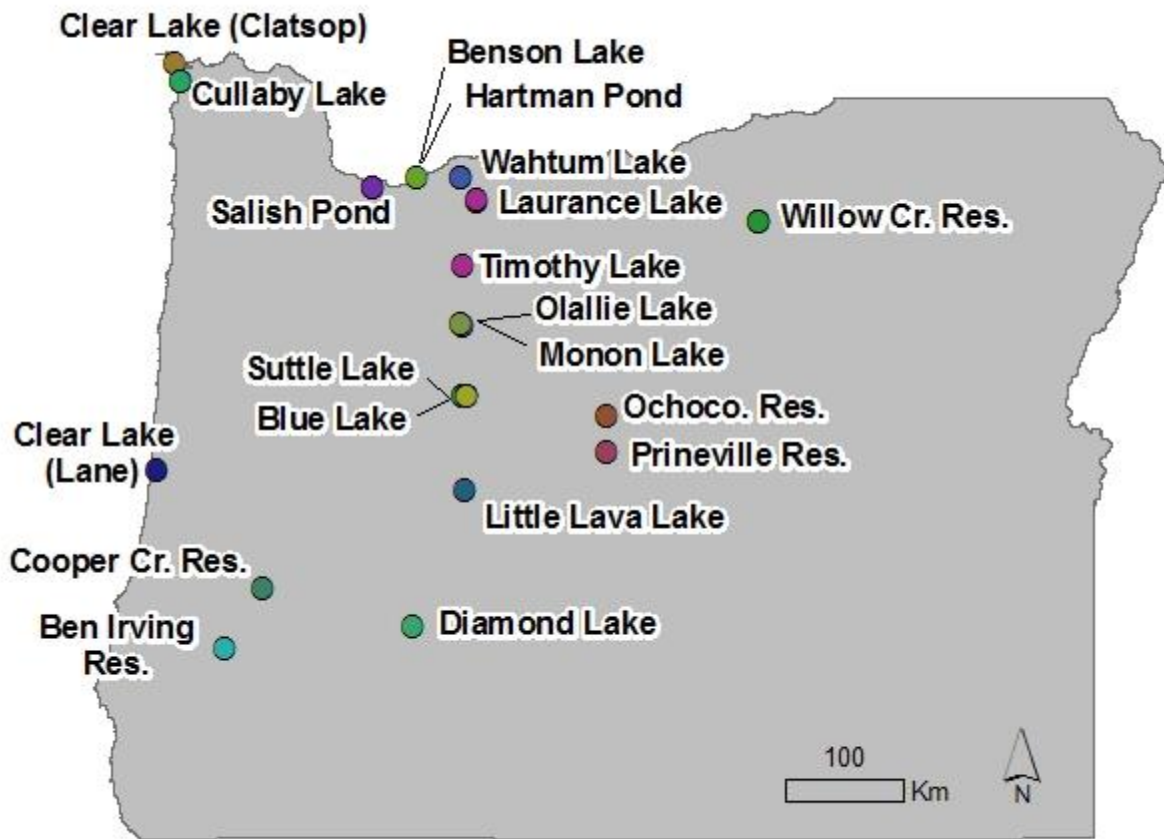 Clear Lake (Clatsop)
Benson Lake
Cullaby Lake
Hartman Pond
Wahtum Lake
Salish Pond
Laurance Lake
Willow Cr. Res.
Timothy Lake
Olallie Lake
Monon Lake
Suttle Lake
Blue Lake
Ochoco. Res.
Clear Lake
(Lane)
Prineville Res.
Little Lava Lake
Cooper Cr. Res.
Ben Irving
Res.
Diamond Lake
100
Km
N